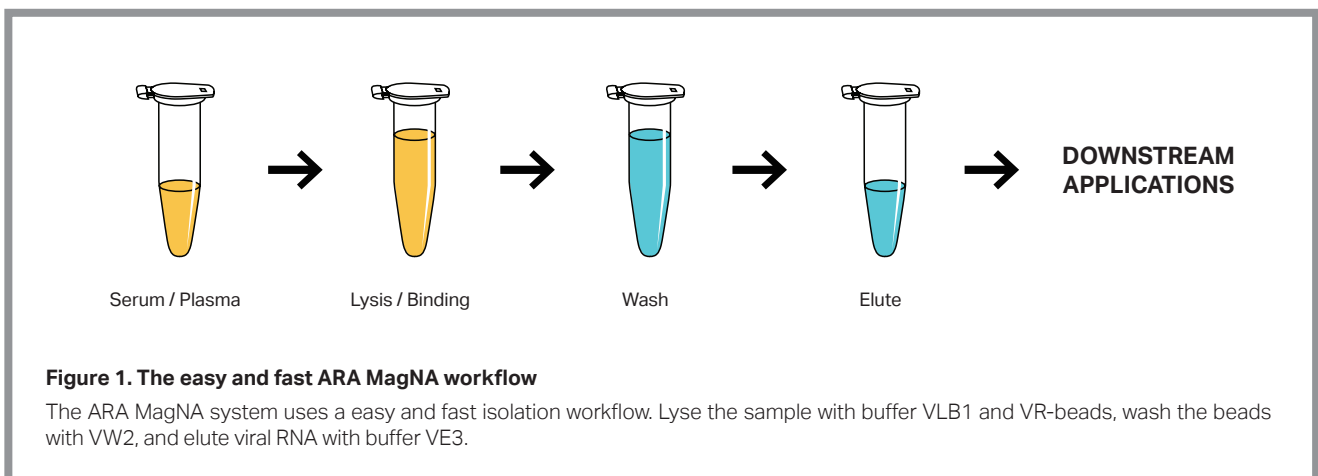 DOWNSTREAM
APPLICATIONS
Serum / Plasma
Lysis / Binding
Wash
Elute
Figure 1. The easy and fast ARA MagNA workflow
The ARA MagNA system uses a easy and fast isolation workflow. Lyse the sample with buffer VLB1 and VR-beads, wash the beads
with VW2, and elute viral RNA with buffer VE3.